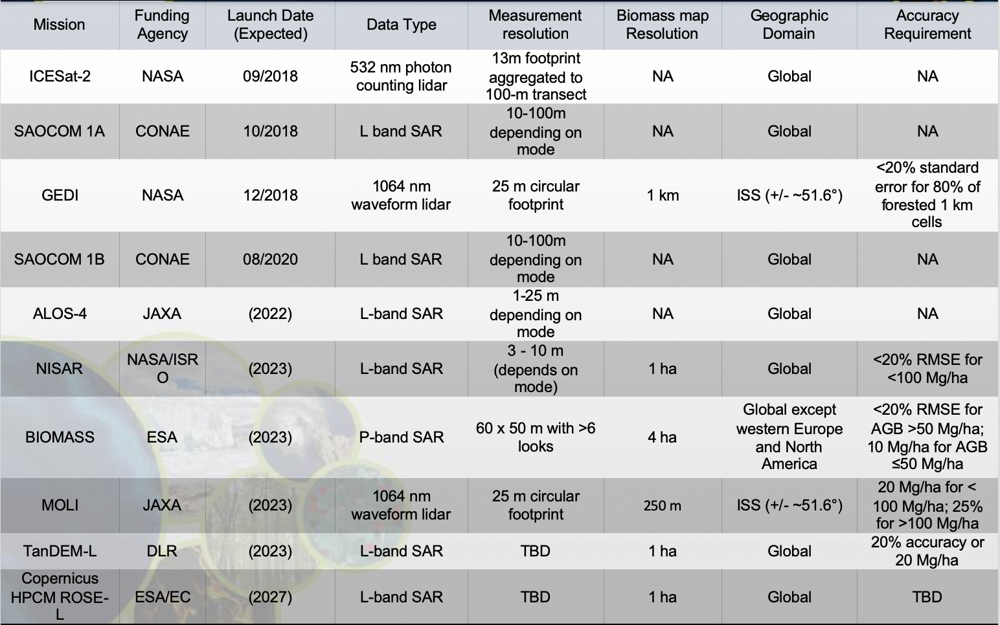 Mission
Funding
Agency
Launch Date
(Expected)
Data Type
Measurement
resolution
Biomass map
Resolution
Geographic
Domain
Accuracy
Requirement
ICESat-2
NASA
09/2018
532 nm photon
counting lidar
13m footprint
aggregated to
100-m transect
NA
Global
NA
SAOCOM 1A
CONAE
10/2018
L band SAR
10-100m
depending on
mode
NA
Global
NA
GEDI
NASA
12/2018
1064 nm
waveform lidar
25 m circular
footprint
1 km
ISS (+/- ~51.6°)
<20% standard
error for 80% of
forested 1 km
cells
SAOCOM 1B
CONAE
08/2020
L band SAR
10-100m
depending on
mode
NA
Global
NA
ALOS-4
JAXA
(2022)
L-band SAR
1-25 m
depending on
mode
NA
Global
NA
NISAR
NASA/ISR
O
(2023)
L-band SAR
3 - 10 m
(depends on
mode)
1 ha
Global
<20% RMSE for
<100 Mg/ha
BIOMASS
ESA
(2023)
P-band SAR
60 x 50 m with >6
looks
4 ha
Global except
western Europe
and North
America
<20% RMSE for
AGB >50 Mg/ha;
10 Mg/ha for AGB
≤50 Mg/ha
MOLI
JAXA
(2023)
1064 nm
waveform lidar
25 m circular
footprint
250 m
ISS (+/- ~51.6°)
20 Mg/ha for <
100 Mg/ha; 25%
for >100 Mg/ha
TanDEM-L
DLR
(2023)
L-band SAR
TBD
1 ha
Global
20% accuracy or
20 Mg/ha
Copernicus
HPCM ROSE-
L
ESA/EC
(2027)
L-band SAR
TBD
1 ha
Global
TBD